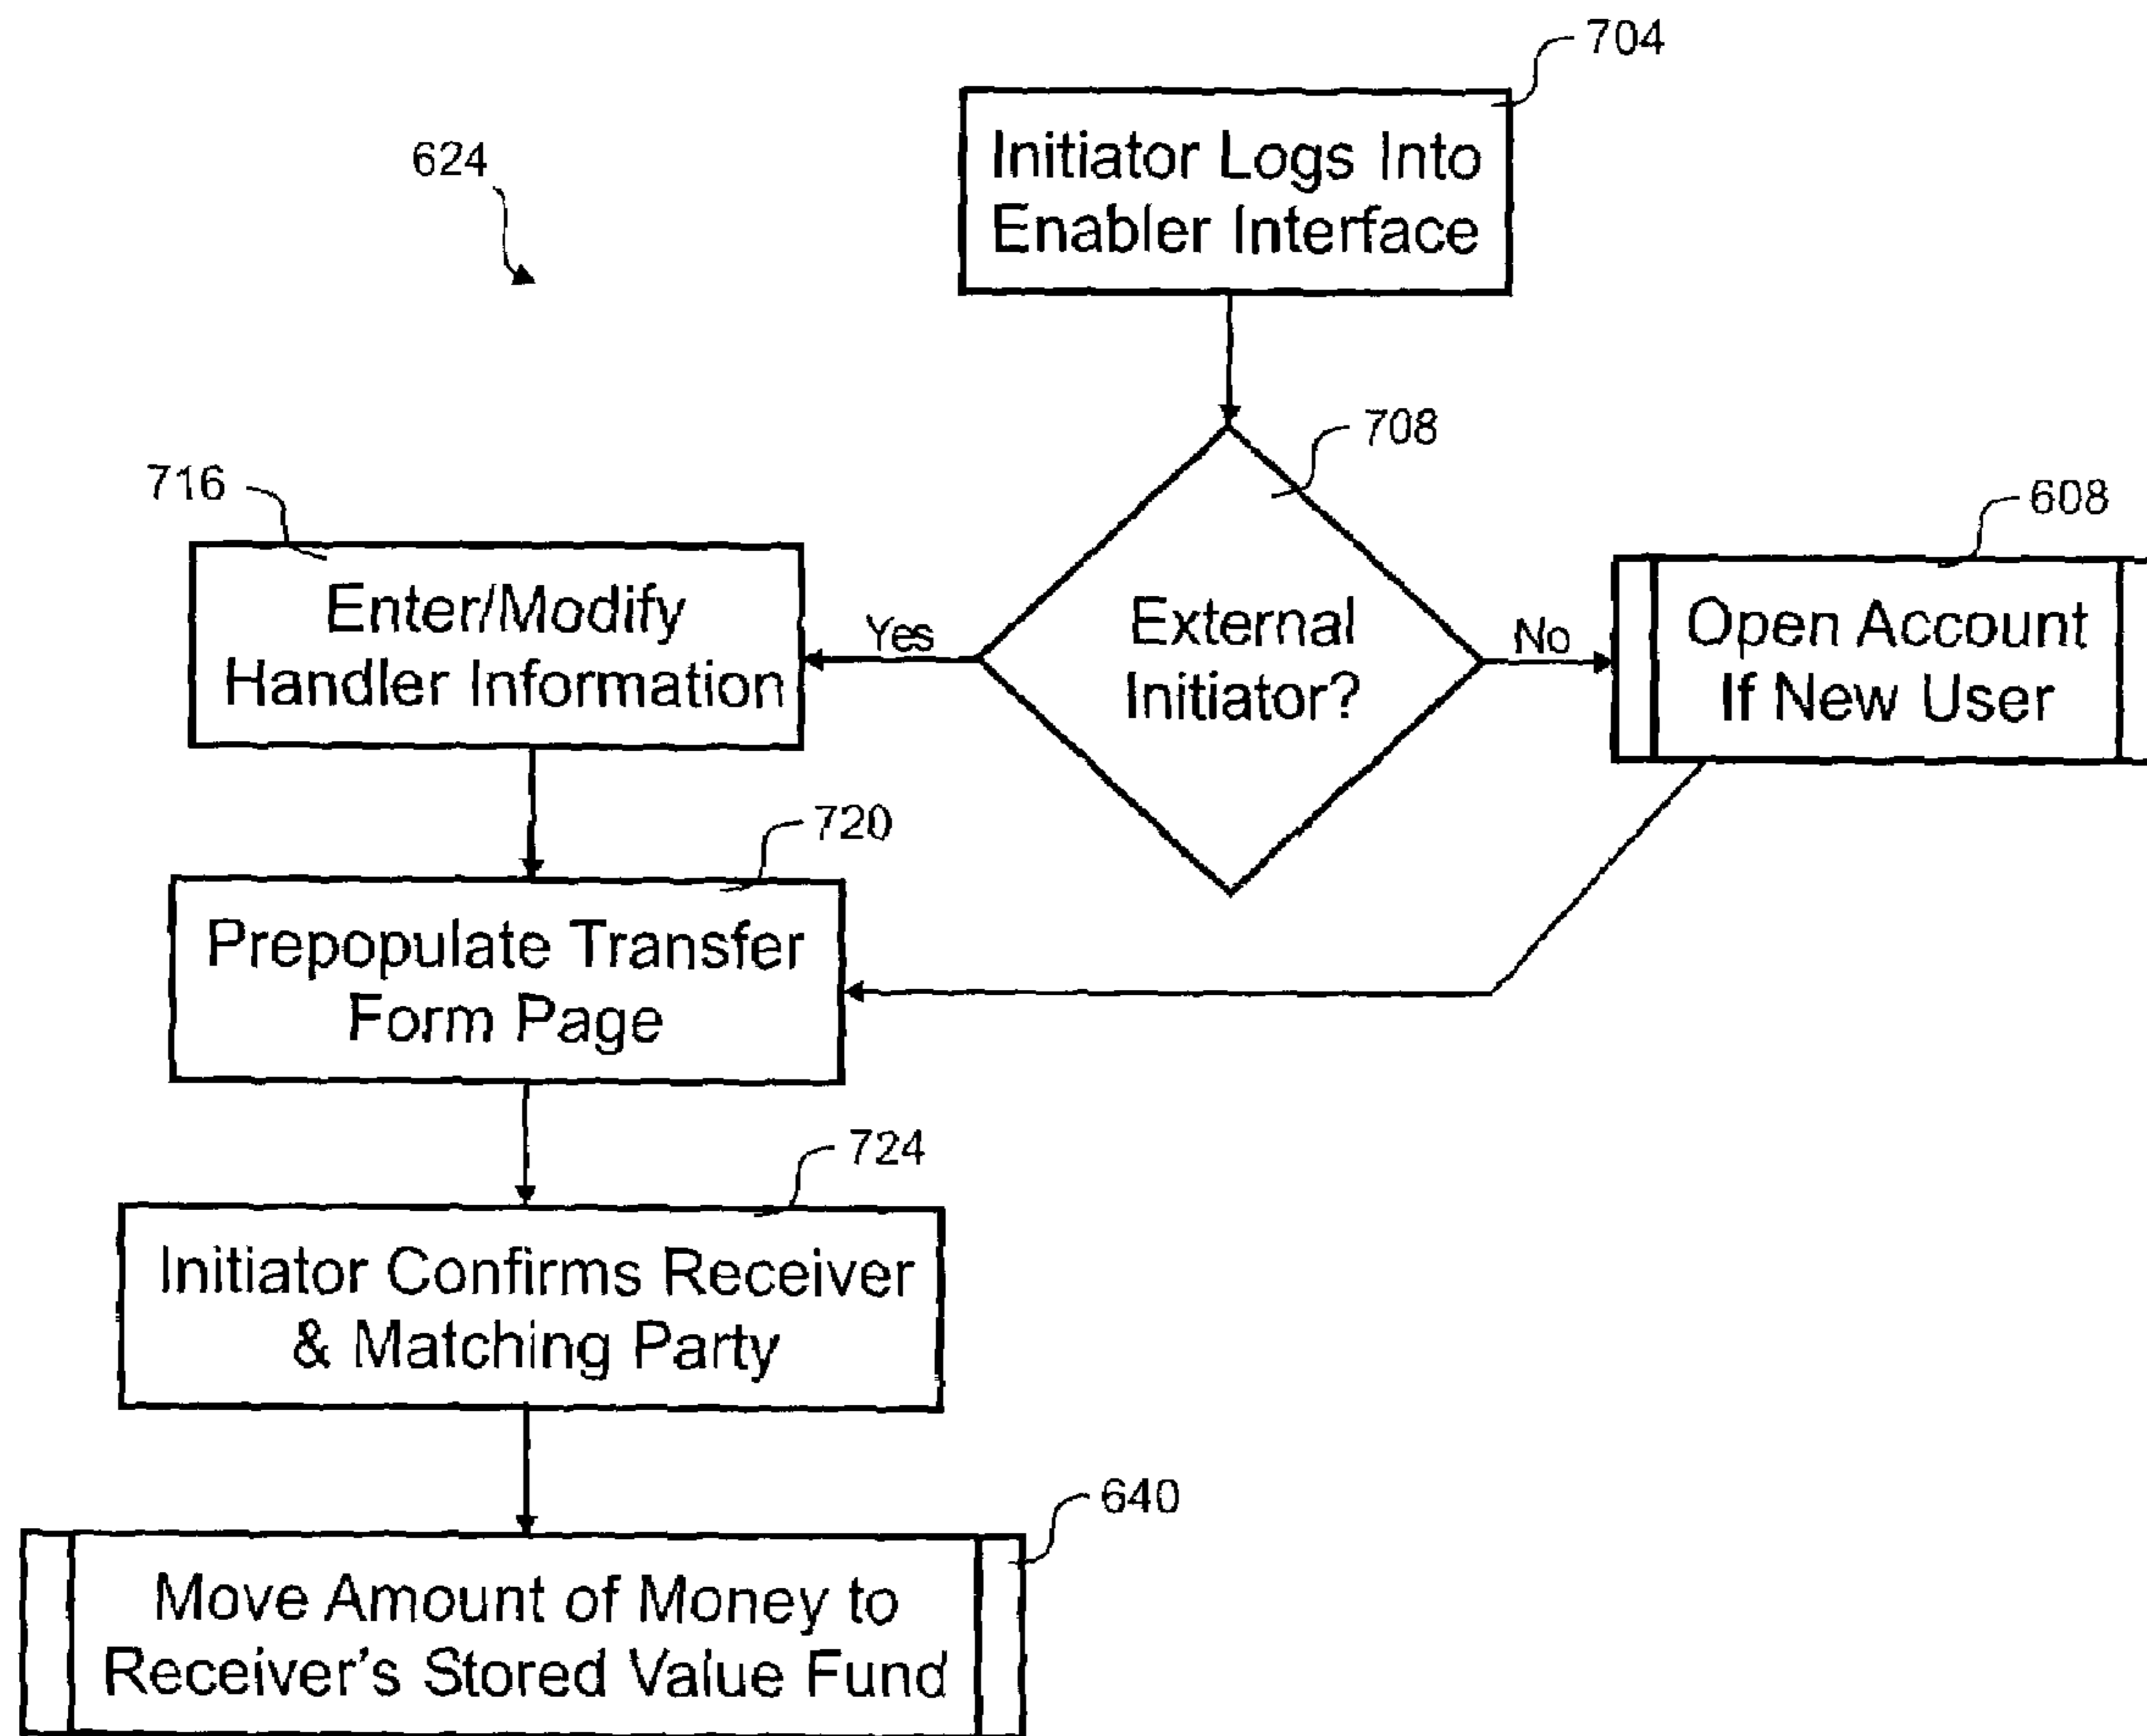 704
Initiator Logs Into
Enabler Interface
624
708
External
Initiator?
Yes
No
716
Enter/Modify
Handler Information
608
Open Account
If New User
720
Prepopulate Transfer
Form Page
724
Initiator Confirms Receiver
& Matching Party
640
Move Amount of Money to
Receiver's Stored Value Fund